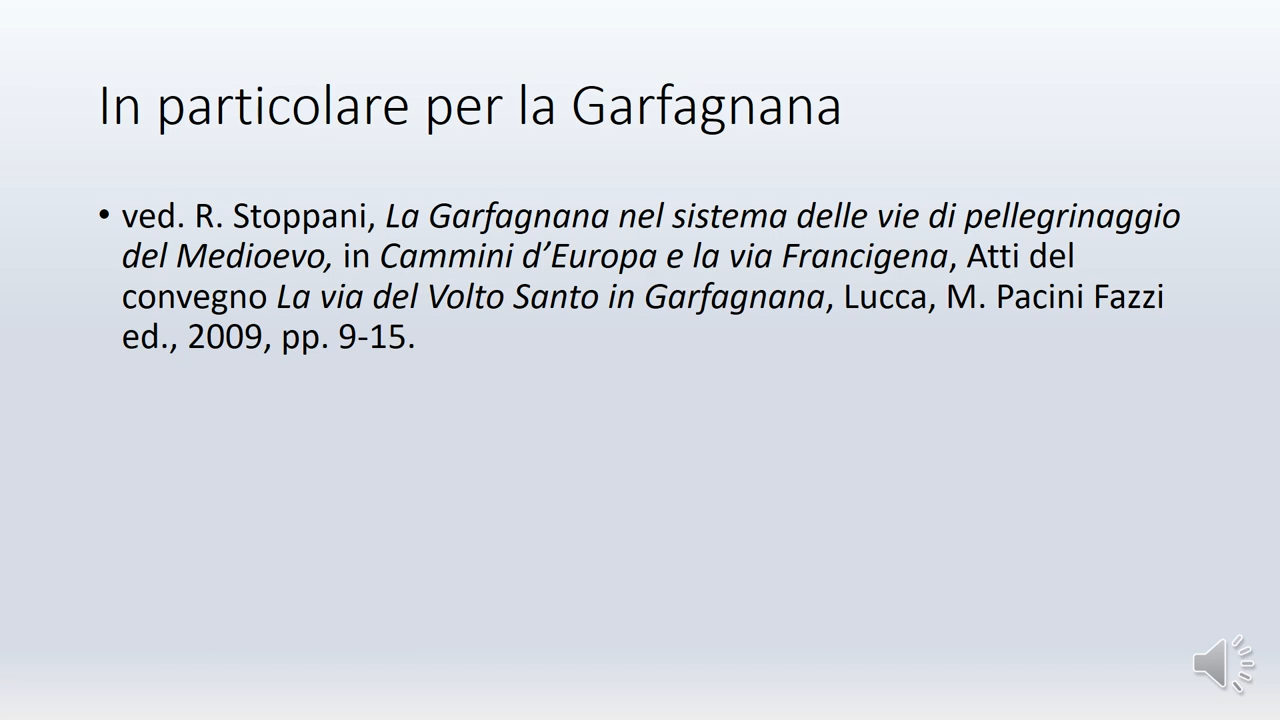 In particolare per la Garfagnana
• ved. R. Stoppani, La Garfagnana nel sistema delle vie di pellegrinaggio
del Medioevo, in Cammini d’Europa e la via Francigena, Atti del
convegno La via del Volto Santo in Garfagnana, Lucca, M. Pacini Fazzi
ed., 2009, pp. 9-15.